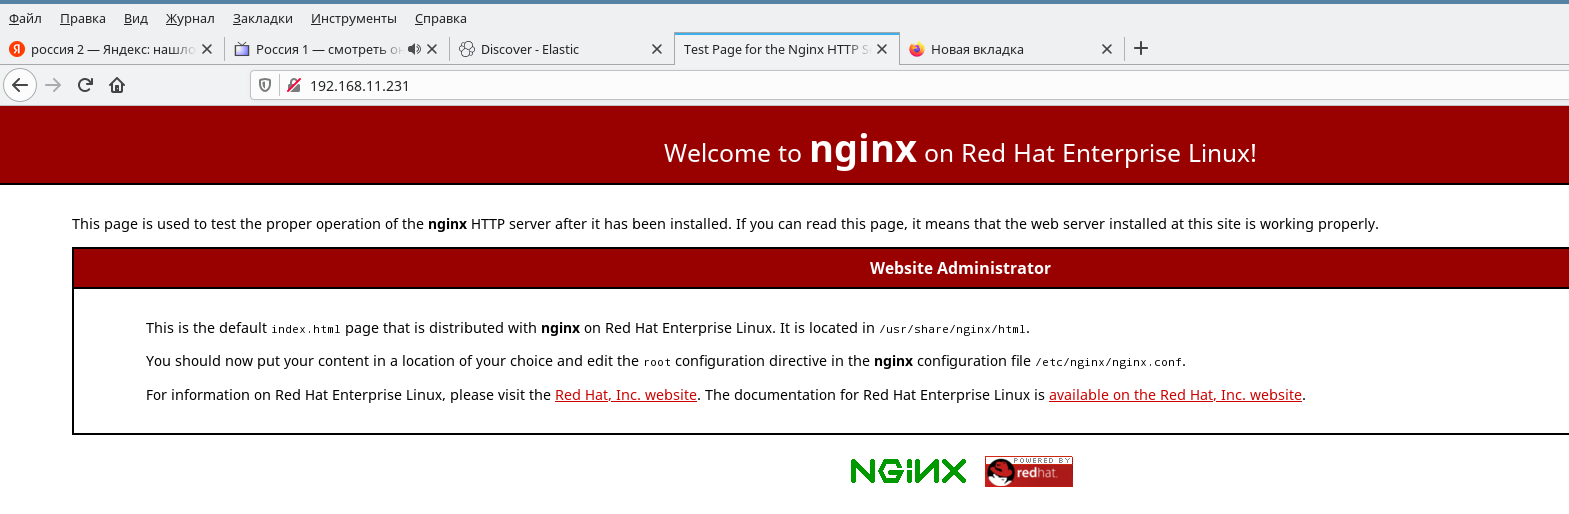 Файл Правка Вид Журнал Закладки Инструменты Справка
россия 2 — Яндекс: нашло Россия 1 — смотреть он Discover - Elastic Test Page for the Nginx HTTP S Новая вкладка
192.168.11.231
Welcome to nginx on Red Hat Enterprise Linux!
This page is used to test the proper operation of the nginx HTTP server after it has been installed. If you can read this page, it means that the web server installed at this site is working properly.
Website Administrator
This is the default index.html page that is distributed with nginx on Red Hat Enterprise Linux. It is located in /usr/share/nginx/html.
You should now put your content in a location of your choice and edit the root configuration directive in the nginx configuration file /etc/nginx/nginx.conf.
For information on Red Hat Enterprise Linux, please visit the Red Hat, Inc. website. The documentation for Red Hat Enterprise Linux is available on the Red Hat, Inc. website.
NGiNX POWERED BY redhat.